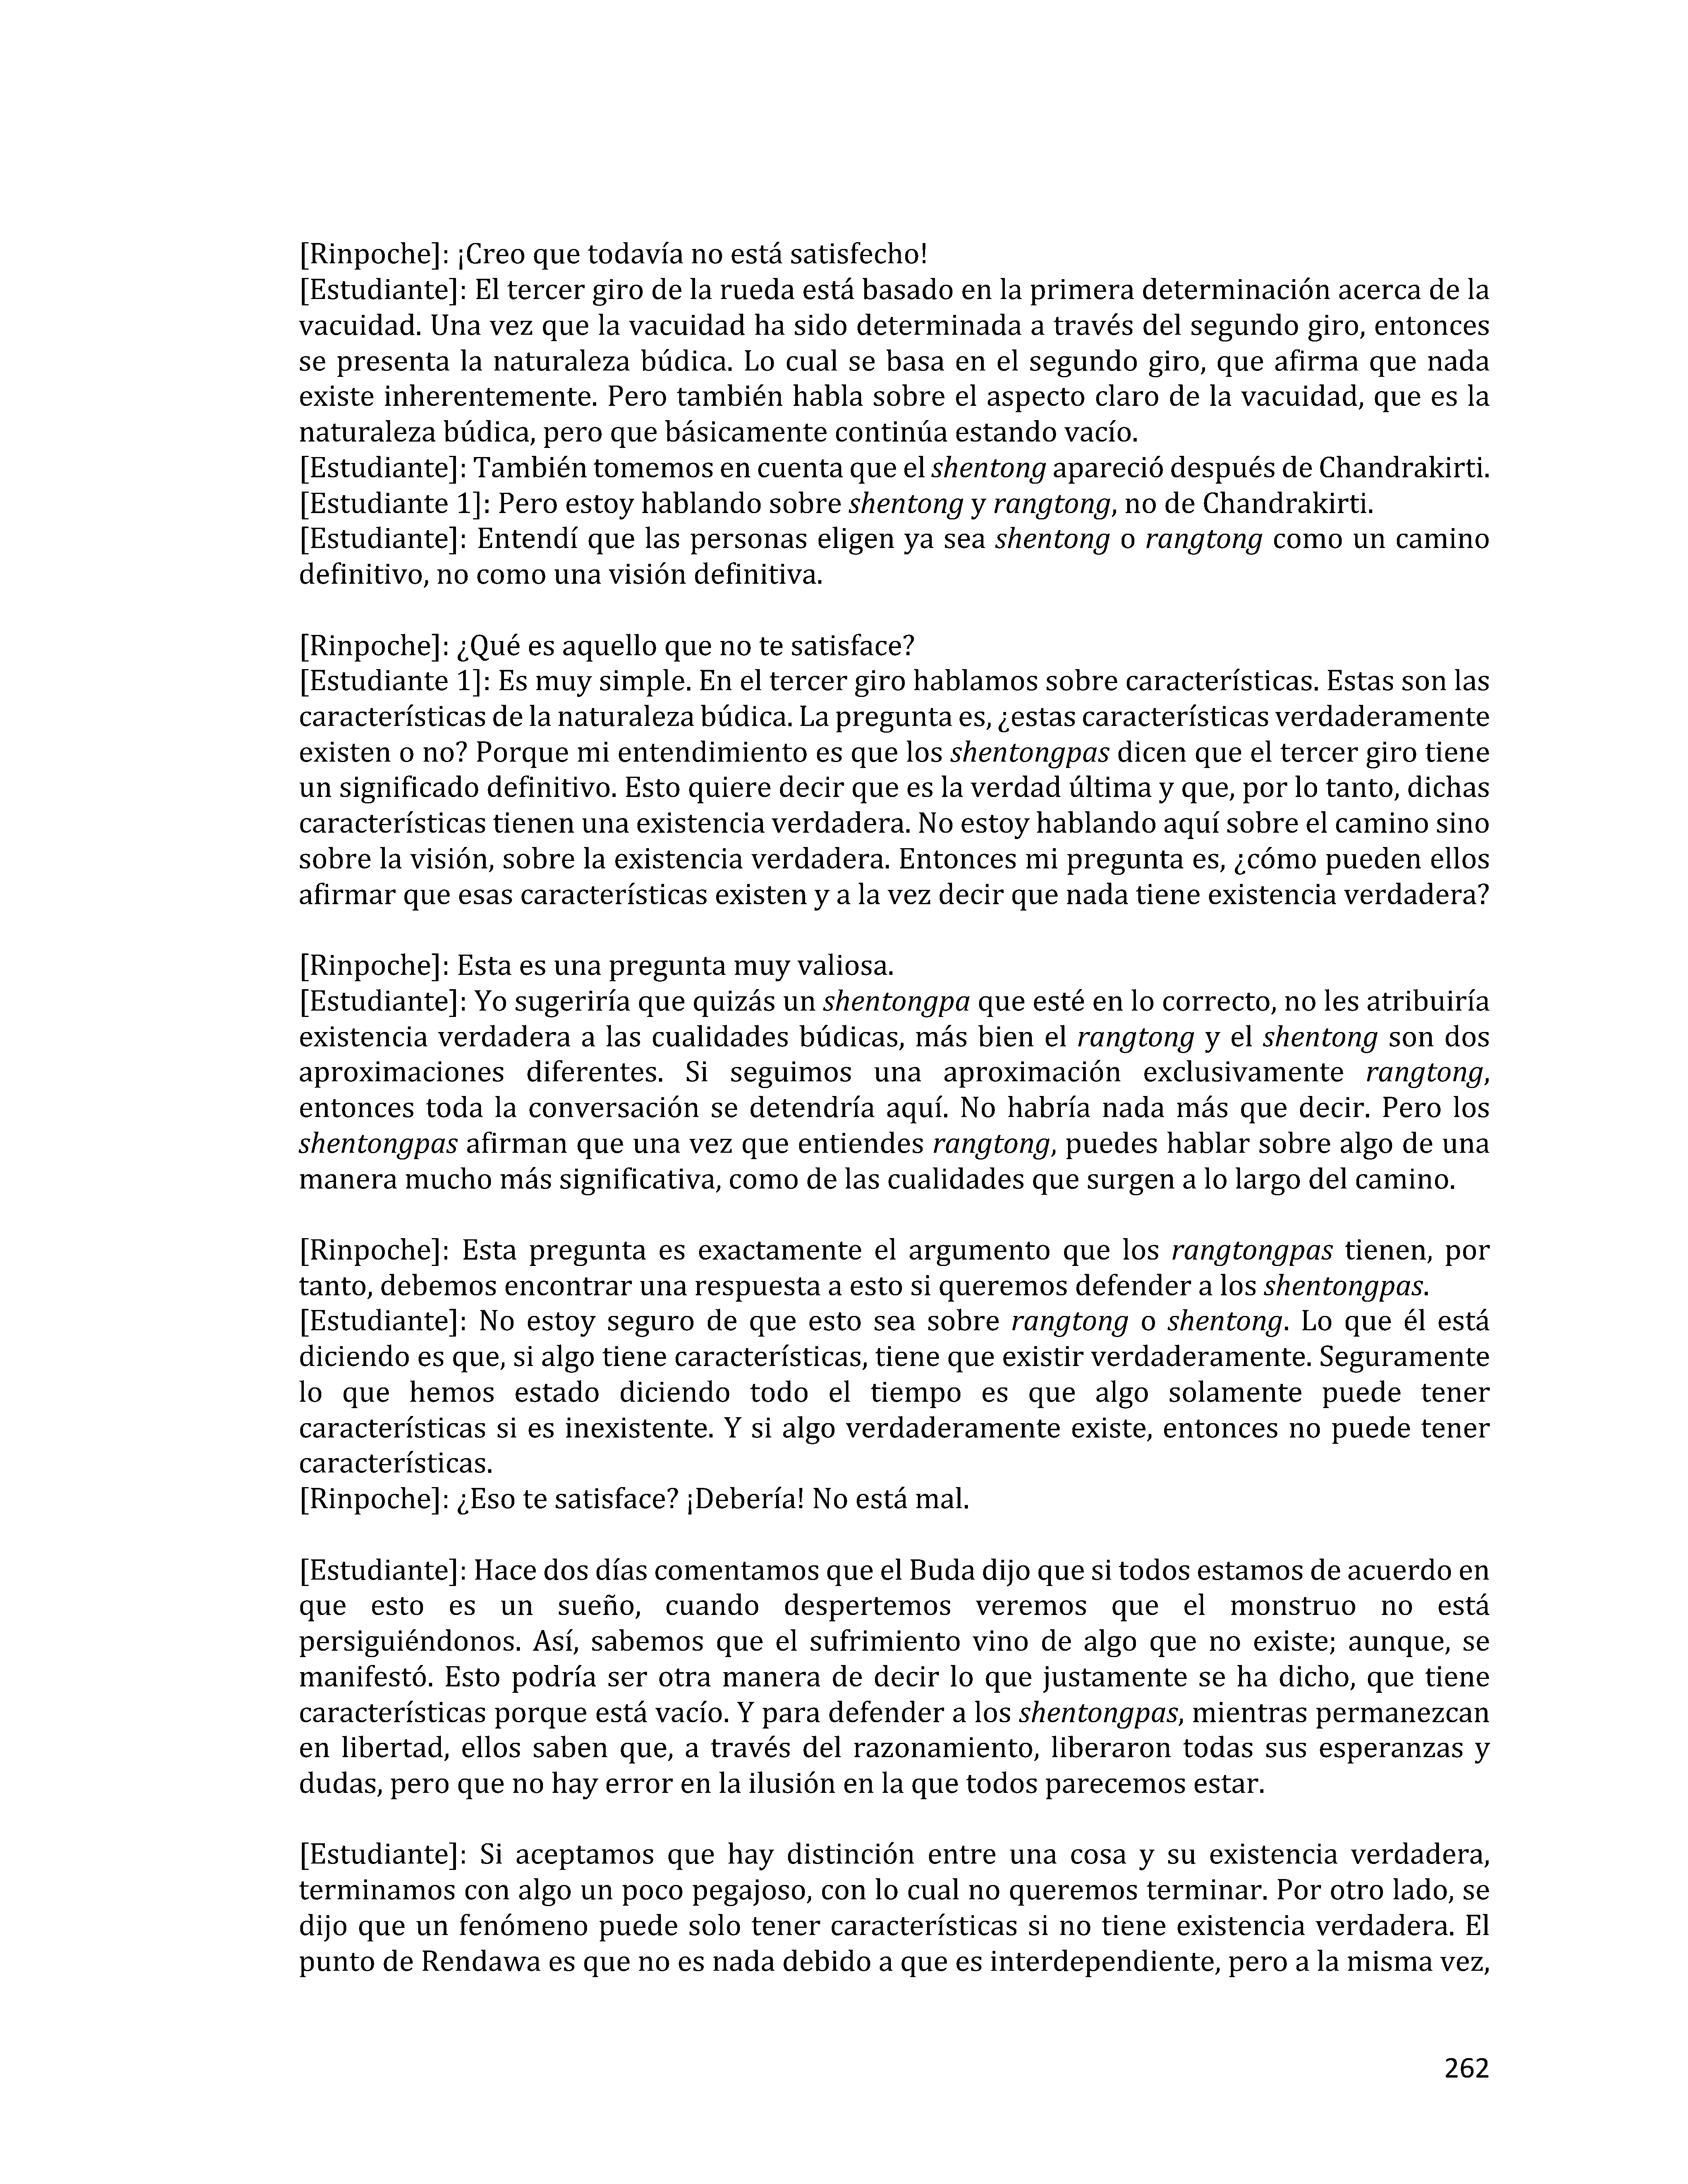 [Rinpoche]: ¡Creo que todavía no está satisfecho!
[Estudiante]: El tercer giro de la rueda está basado en la primera determinación acerca de la
vacuidad. Una vez que la vacuidad ha sido determinada a través del segundo giro, entonces
se presenta la naturaleza búdica. Lo cual se basa en el segundo giro, que afirma que nada
existe inherentemente. Pero también habla sobre el aspecto claro de la vacuidad, que es la
naturaleza búdica, pero que básicamente continúa estando vacío.
[Estudiante]: También tomemos en cuenta que el shentong apareció después de Chandrakirti.
[Estudiante 1]: Pero estoy hablando sobre shentong y rangtong, no de Chandrakirti.
[Estudiante]: Entendí que las personas eligen ya sea shentong o rangtong como un camino
definitivo, no como una visión definitiva.
[Rinpoche]: ¿Qué es aquello que no te satisface?
[Estudiante 1]: Es muy simple. En el tercer giro hablamos sobre características. Estas son las
características de la naturaleza búdica. La pregunta es, ¿estas características verdaderamente
existen o no? Porque mi entendimiento es que los shentongpas dicen que el tercer giro tiene
un significado definitivo. Esto quiere decir que es la verdad última y que, por lo tanto, dichas
características tienen una existencia verdadera. No estoy hablando aquí sobre el camino sino
sobre la visión, sobre la existencia verdadera. Entonces mi pregunta es, ¿cómo pueden ellos
afirmar que esas características existen y a la vez decir que nada tiene existencia verdadera?
[Rinpoche]: Esta es una pregunta muy valiosa.
[Estudiante]: Yo sugeriría que quizás un shentongpa que esté en lo correcto, no les atribuiría
existencia verdadera a las cualidades búdicas, más bien el rangtong y el shentong son dos
aproximaciones diferentes. Si seguimos una aproximación exclusivamente rangtong,
entonces toda la conversación se detendría aquí. No habría nada más que decir. Pero los
shentongpas afirman que una vez que entiendes rangtong, puedes hablar sobre algo de una
manera mucho más significativa, como de las cualidades que surgen a lo largo del camino.
[Rinpoche]: Esta pregunta es exactamente el argumento que los rangtongpas tienen, por
tanto, debemos encontrar una respuesta a esto si queremos defender a los shentongpas.
[Estudiante]: No estoy seguro de que esto sea sobre rangtong o shentong. Lo que él está
diciendo es que, si algo tiene características, tiene que existir verdaderamente. Seguramente
lo que hemos estado diciendo todo el tiempo es que algo solamente puede tener
características si es inexistente. Y si algo verdaderamente existe, entonces no puede tener
características.
[Rinpoche]: ¿Eso te satisface? ¡Debería! No está mal.
[Estudiante]: Hace dos días comentamos que el Buda dijo que si todos estamos de acuerdo en
que esto es un sueño, cuando despertemos veremos que el monstruo no está
persiguiéndonos. Así, sabemos que el sufrimiento vino de algo que no existe; aunque, se
manifestó. Esto podría ser otra manera de decir lo que justamente se ha dicho, que tiene
características porque está vacío. Y para defender a los shentongpas, mientras permanezcan
en libertad, ellos saben que, a través del razonamiento, liberaron todas sus esperanzas y
dudas, pero que no hay error en la ilusión en la que todos parecemos estar.
[Estudiante]: Si aceptamos que hay distinción entre una cosa y su existencia verdadera,
terminamos con algo un poco pegajoso, con lo cual no queremos terminar. Por otro lado, se
dijo que un fenómeno puede solo tener características si no tiene existencia verdadera. El
punto de Rendawa es que no es nada debido a que es interdependiente, pero a la misma vez,
262